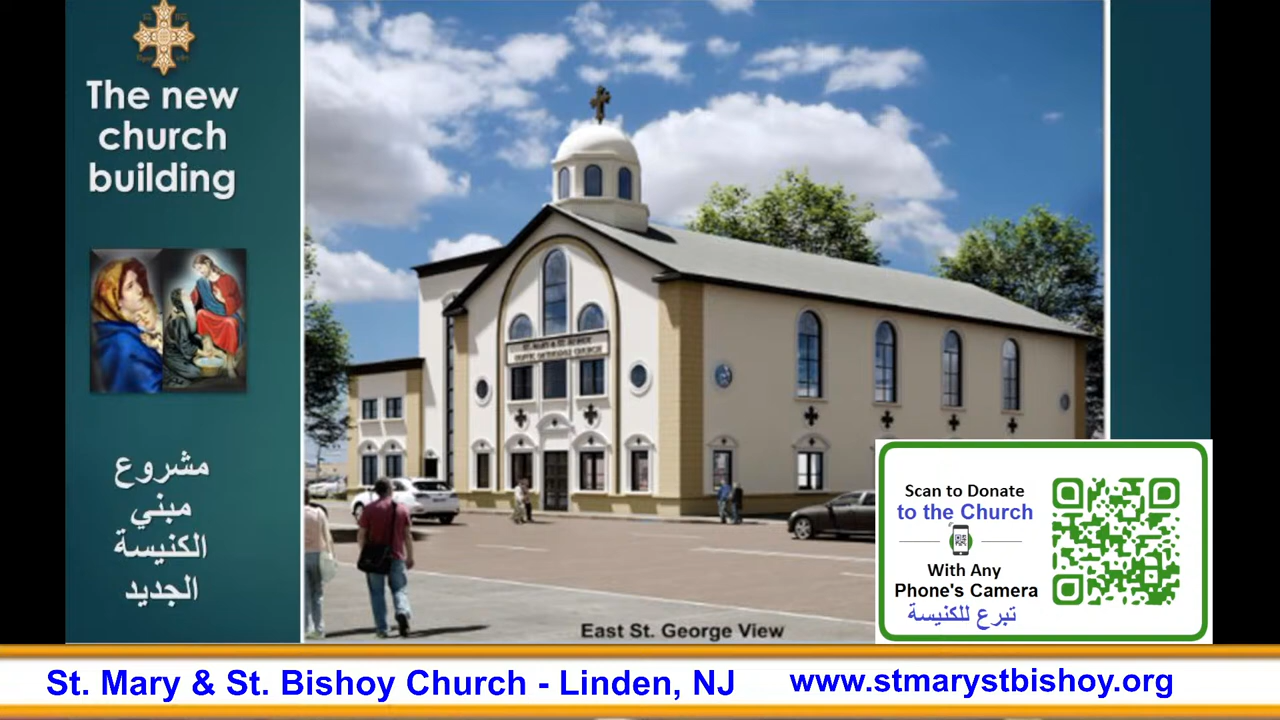 The new
church
building
مشروع
مبني
الكنيسة
الجديد
ST. MARY & ST. BISHOY
COPTIC ORTHODOX CHURCH
East St. George View
Scan to Donate
to the Church
With Any
Phone's Camera
تبرع للكنيسة
St. Mary & St. Bishoy Church - Linden, NJ
www.stmarystbishoy.org